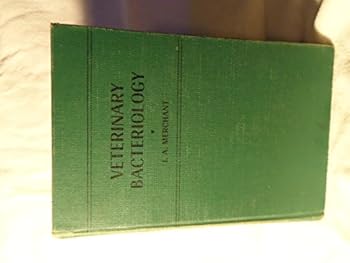 VETERINARY
BACTERIOLOGY
I. A. MERCHANT